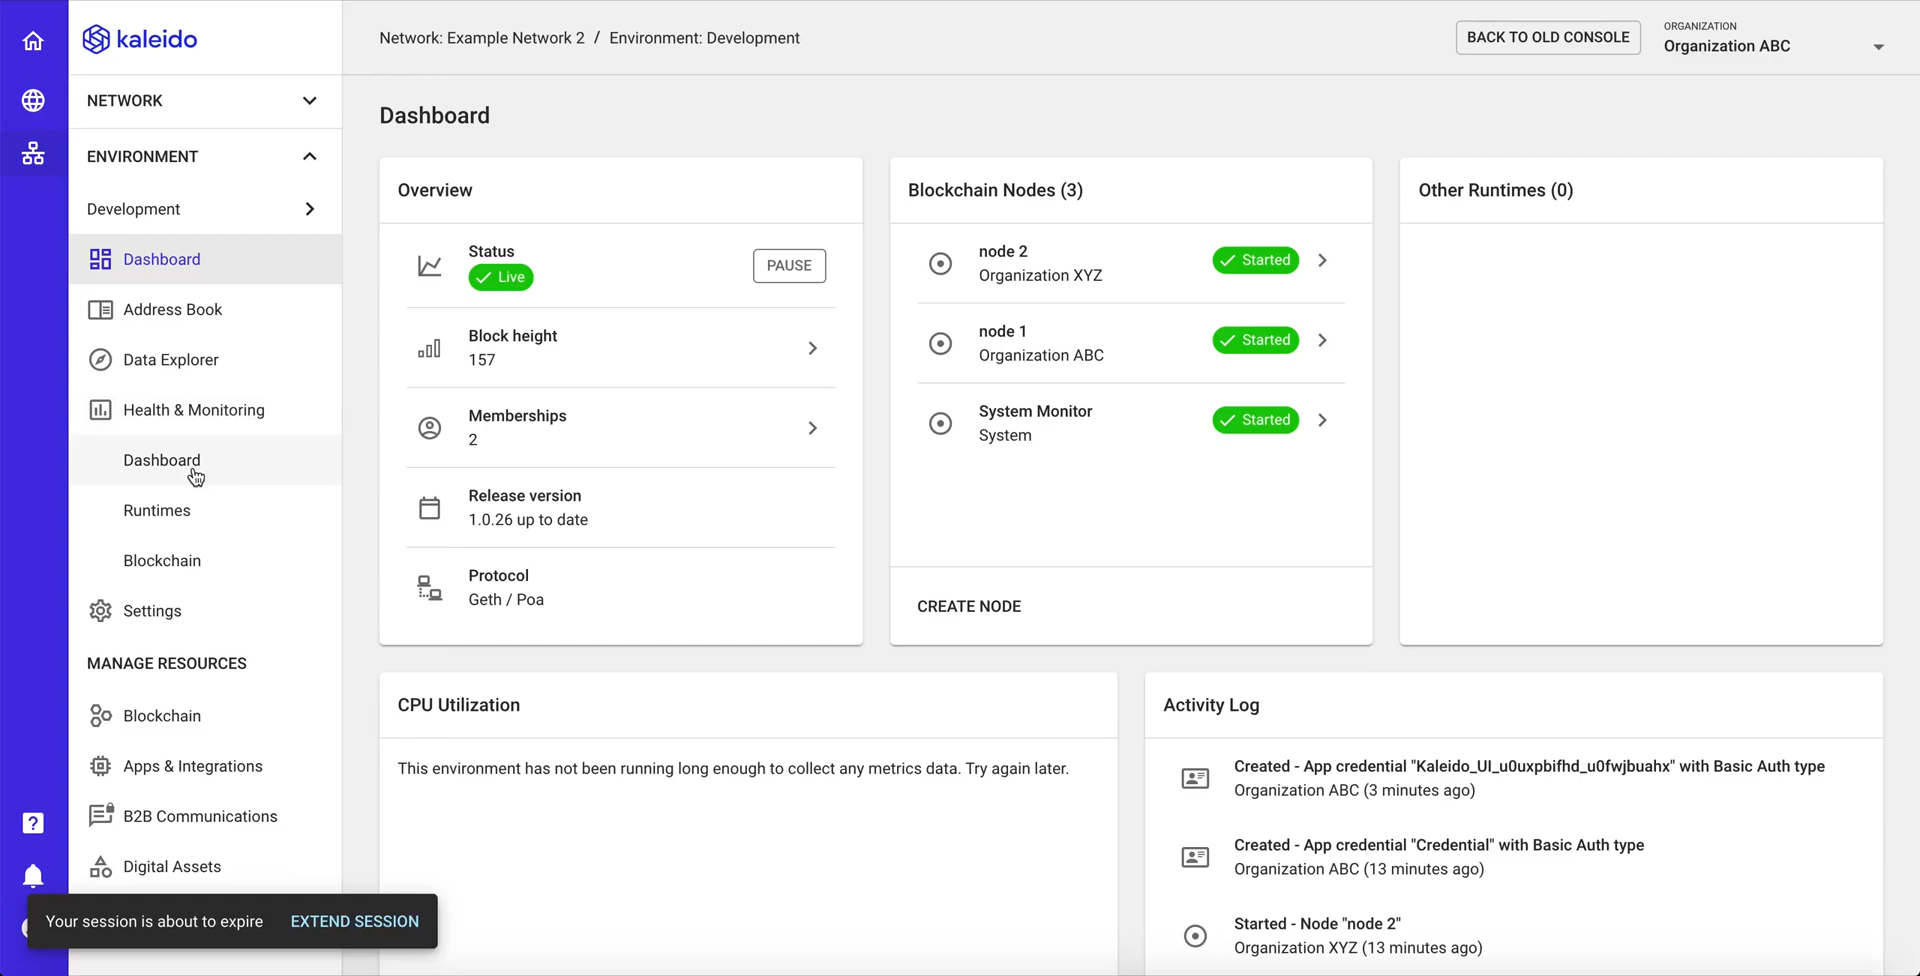 kaleido
Network: Example Network 2 / Environment: Development
BACK TO OLD CONSOLE
ORGANIZATION
Organization ABC
NETWORK
ENVIRONMENT
Development
Dashboard
Address Book
Data Explorer
Health & Monitoring
Dashboard
Runtimes
Blockchain
Settings
MANAGE RESOURCES
Blockchain
Apps & Integrations
B2B Communications
Digital Assets
?
Your session is about to expire EXTEND SESSION
Dashboard
Overview
Status
Live
PAUSE
Block height
157
Memberships
2
Release version
1.0.26 up to date
Protocol
Geth / Poa
Blockchain Nodes (3)
node 2
Organization XYZ
Started
node 1
Organization ABC
Started
System Monitor
System
Started
CREATE NODE
Other Runtimes (0)
CPU Utilization
This environment has not been running long enough to collect any metrics data. Try again later.
Activity Log
Created - App credential "Kaleido_UI_u0uxpbifhd_u0fwjbuahx" with Basic Auth type
Organization ABC (3 minutes ago)
Created - App credential "Credential" with Basic Auth type
Organization ABC (13 minutes ago)
Started - Node "node 2"
Organization XYZ (13 minutes ago)